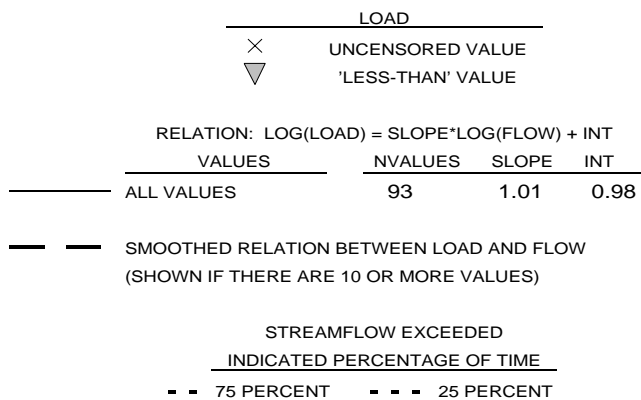 LOAD
UNCENSORED VALUE
'LESS-THAN' VALUE
RELATION: LOG(LOAD) = SLOPE*LOG(FLOW) + INT
VALUES NVALUES SLOPE INT
ALL VALUES 93 1.01 0.98
SMOOTHED RELATION BETWEEN LOAD AND FLOW
(SHOWN IF THERE ARE 10 OR MORE VALUES)
STREAMFLOW EXCEEDED
INDICATED PERCENTAGE OF TIME
75 PERCENT 25 PERCENT